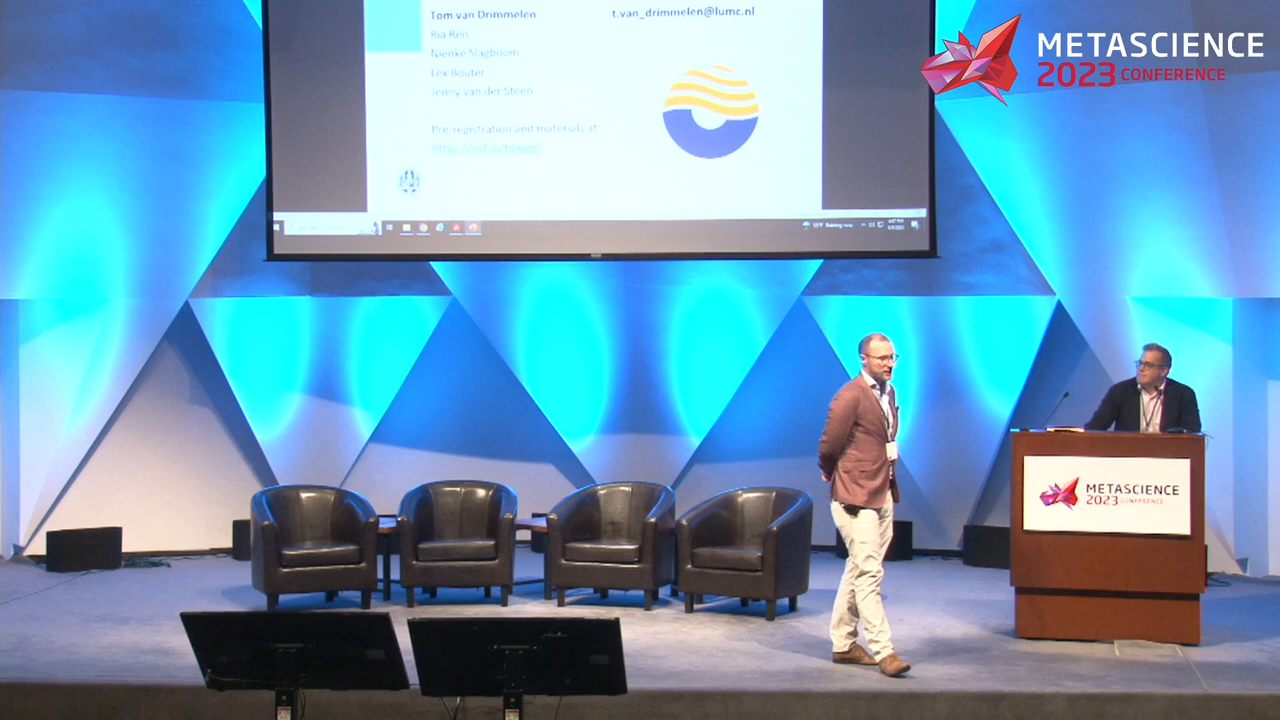 Tom van Drimmelen
t.van_drimmelen@lumc.nl
Ria Reis
Nienke Slagboom
Lex Bouter
Jenny van der Steen
Pre-registration and materials at:
METASCIENCE
2023 CONFERENCE
METASCIENCE
2023 CONFERENCE